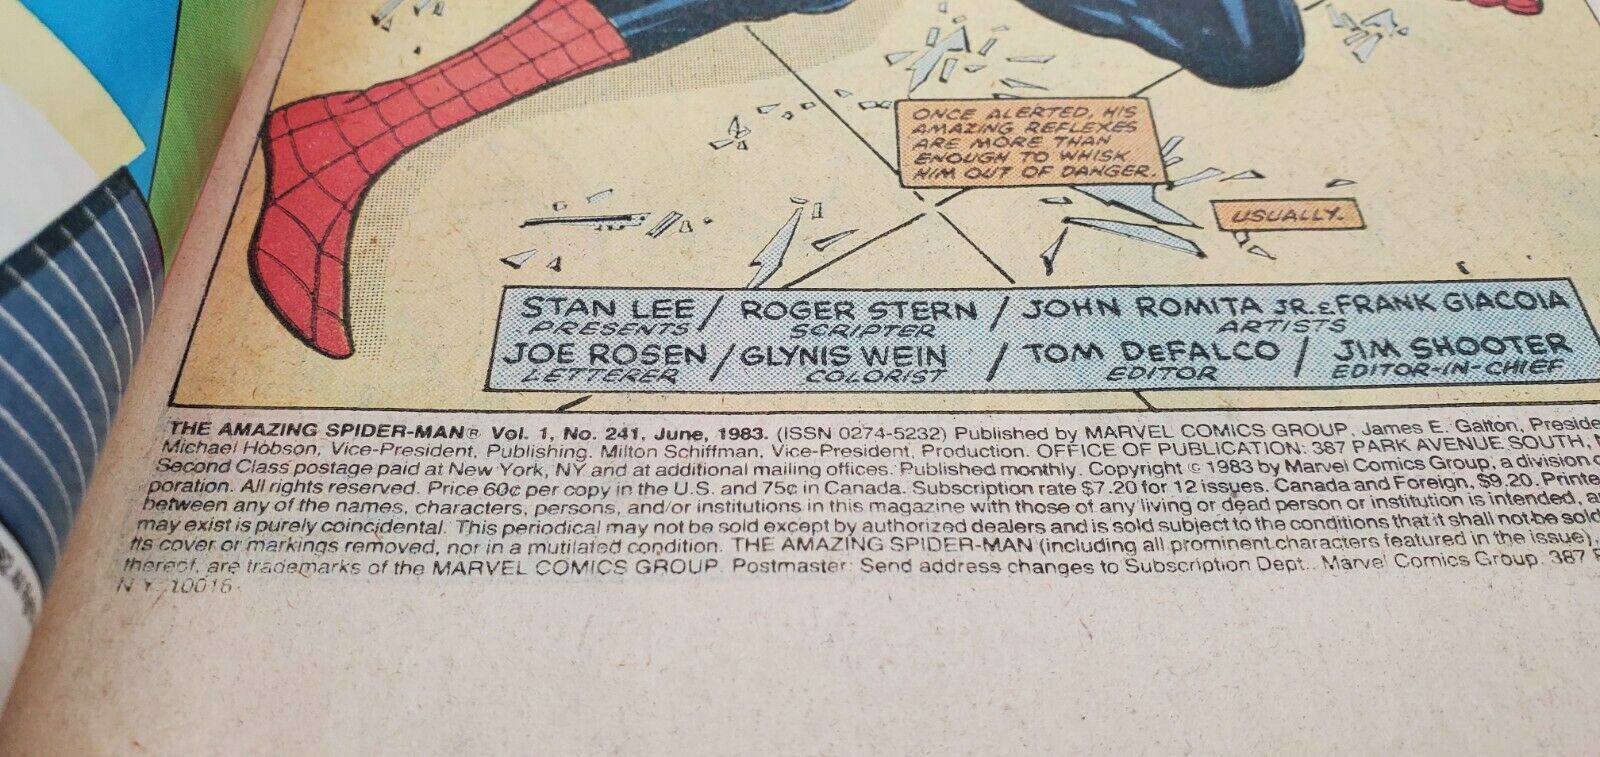 ONCE ALERTED, HIS
AMAZING REFLEXES
ARE MORE THAN
ENOUGH TO WHISK
HIM OUT OF DANGER.
USUALLY.
STAN LEE / ROGER STERN / JOHN ROMITA JR. & FRANK GIACOIA
PRESENTS SCRIPTER ARTISTS
JOE ROSEN / GLYNIS WEIN / TOM DEFALCO / JIM SHOOTER
LETTERER COLORIST EDITOR EDITOR-IN-CHIEF
THE AMAZING SPIDER-MAN® Vol. 1, No. 241, June, 1983. (ISSN 0274-5232) Published by MARVEL COMICS GROUP, James E. Galton, Preside
Michael Hobson, Vice-President, Publishing. Milton Schiffman, Vice-President, Production. OFFICE OF PUBLICATION: 387 PARK AVENUE SOUTH, N
Second Class postage paid at New York, NY and at additional mailing offices. Published monthly. Copyright © 1983 by Marvel Comics Group, a division o
poration. All rights reserved. Price 60¢ per copy in the U.S. and 75¢ in Canada. Subscription rate $7.20 for 12 issues. Canada and Foreign, $9.20. Printe
between any of the names, characters, persons, and/or institutions in this magazine with those of any living or dead person or institution is intended, a
may exist is purely coincidental. This periodical may not be sold except by authorized dealers and is sold subject to the conditions that it shall not be sold
its cover or markings removed, nor in a mutilated condition. THE AMAZING SPIDER-MAN (including all prominent characters featured in the issue),
thereof, are trademarks of the MARVEL COMICS GROUP. Postmaster: Send address changes to Subscription Dept., Marvel Comics Group, 387 P
N.Y. 10016.